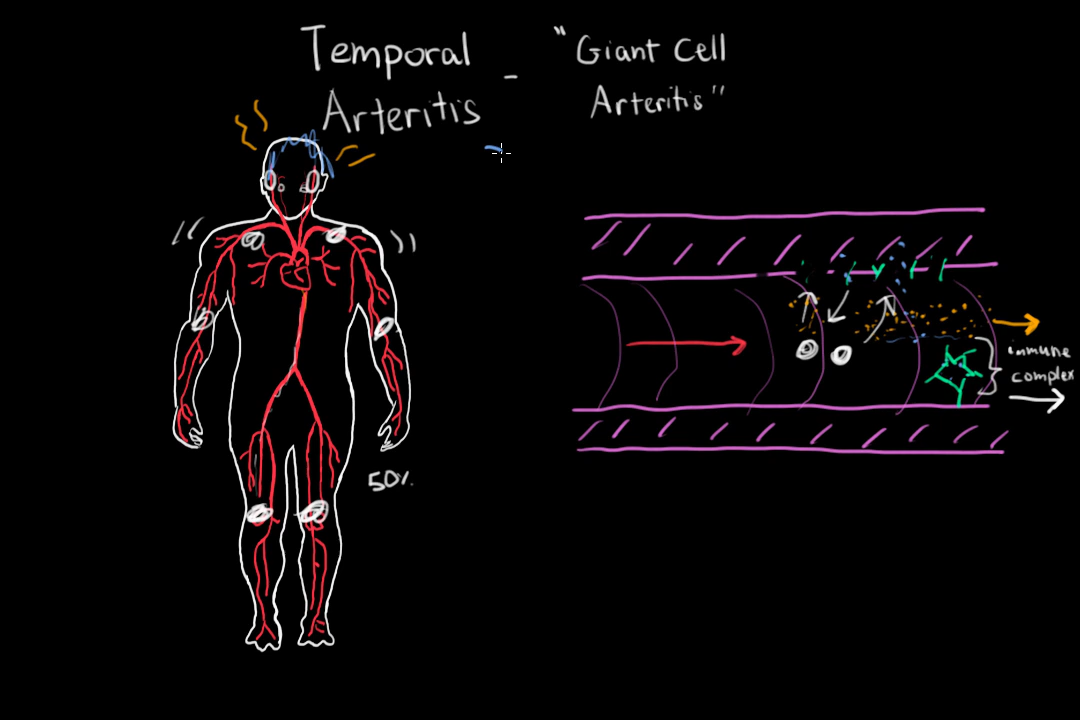 Temporal
Arteritis
- "Giant Cell
Arteritis"
immune
complex
50%